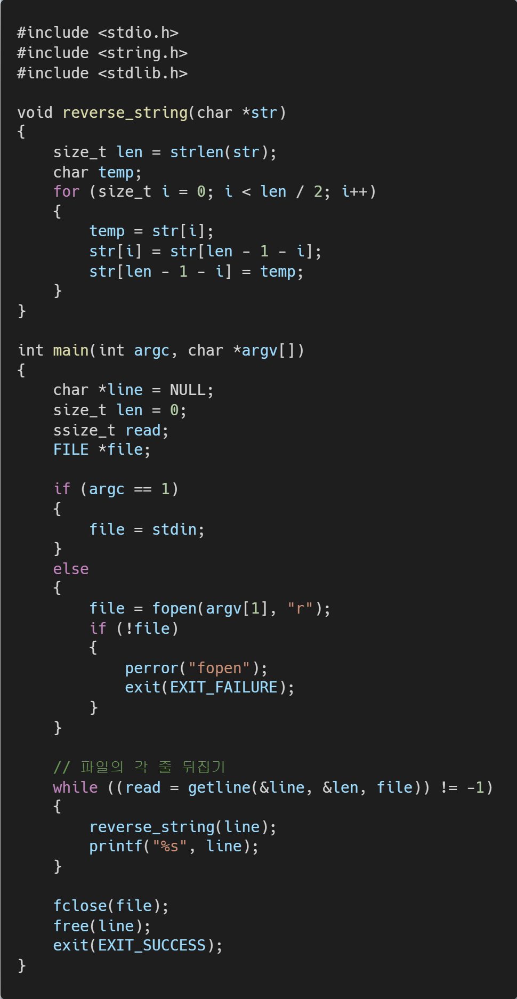 #include <stdio.h>
#include <string.h>
#include <stdlib.h>

void reverse_string(char *str)
{
    size_t len = strlen(str);
    char temp;
    for (size_t i = 0; i < len / 2; i++)
    {
        temp = str[i];
        str[i] = str[len - 1 - i];
        str[len - 1 - i] = temp;
    }
}

int main(int argc, char *argv[])
{
    char *line = NULL;
    size_t len = 0;
    ssize_t read;
    FILE *file;

    if (argc == 1)
    {
        file = stdin;
    }
    else
    {
        file = fopen(argv[1], "r");
        if (!file)
        {
            perror("fopen");
            exit(EXIT_FAILURE);
        }
    }

    // 파일의 각 줄 뒤집기
    while ((read = getline(&line, &len, file)) != -1)
    {
        reverse_string(line);
        printf("%s", line);
    }

    fclose(file);
    free(line);
    exit(EXIT_SUCCESS);
}